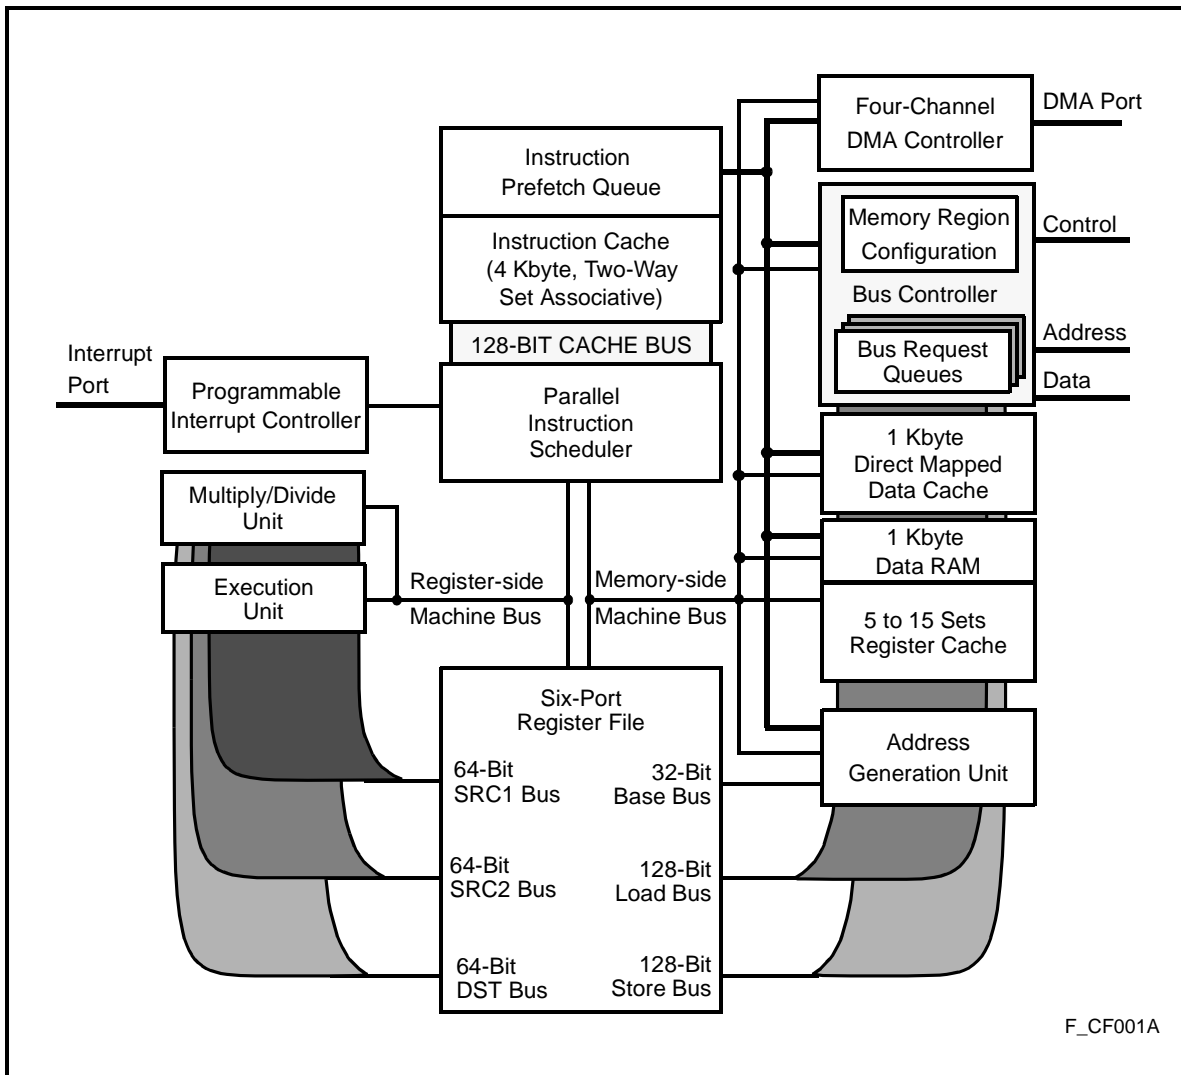 Four-Channel
DMA Controller
DMA Port
Instruction
Prefetch Queue
Memory Region
Configuration
Control
Instruction Cache
(4 Kbyte, Two-Way
Set Associative)
Bus Controller
128-BIT CACHE BUS
Bus Request
Queues
Address
Data
Interrupt
Port
Programmable
Interrupt Controller
Parallel
Instruction
Scheduler
1 Kbyte
Direct Mapped
Data Cache
Multiply/Divide
Unit
1 Kbyte
Data RAM
Execution
Unit
Register-side
Machine Bus
Memory-side
Machine Bus
5 to 15 Sets
Register Cache
Six-Port
Register File
Address
Generation Unit
64-Bit
SRC1 Bus
32-Bit
Base Bus
64-Bit
SRC2 Bus
128-Bit
Load Bus
64-Bit
DST Bus
128-Bit
Store Bus
F_CF001A